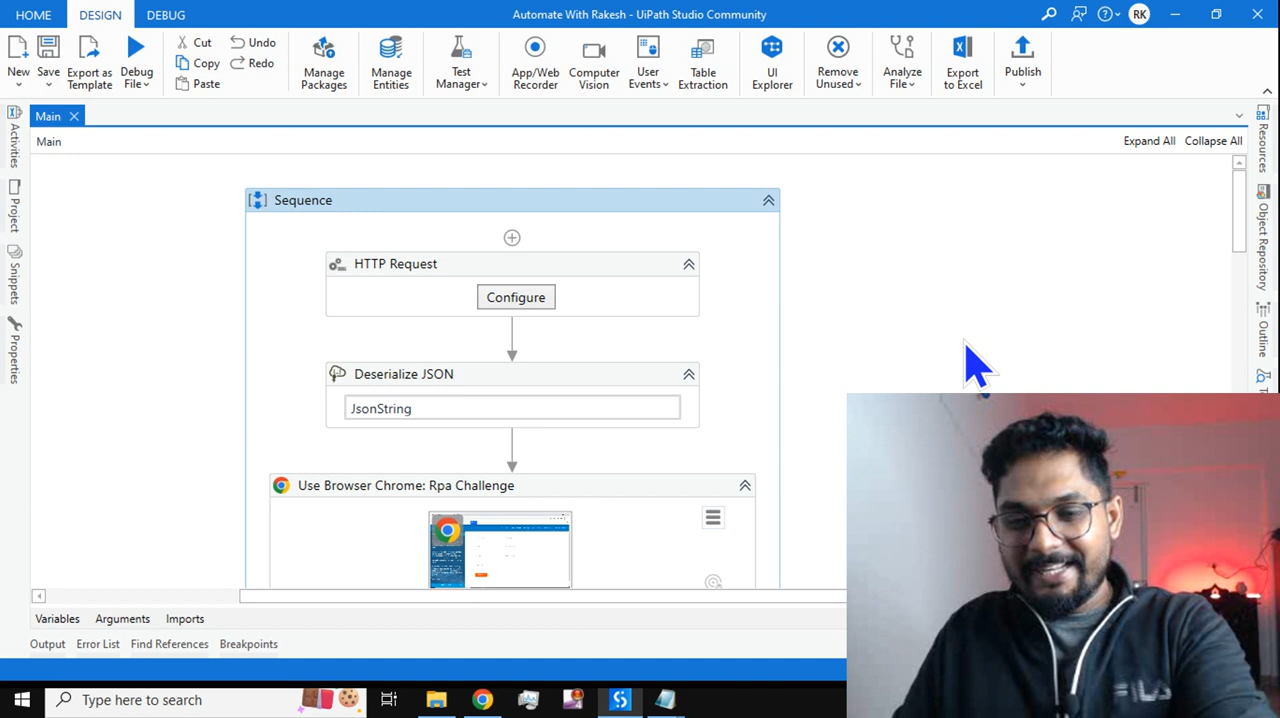 HOME DESIGN DEBUG Automate With Rakesh - UiPath Studio Community RK
New Save Export as Template Debug File Cut Copy Paste Undo Redo Manage Packages Manage Entities Test Manager App/Web Recorder Computer Vision User Events Table Extraction UI Explorer Remove Unused Analyze File Export to Excel Publish
Main
Main Expand All Collapse All
Activities
Project
Snippets
Properties
Sequence
HTTP Request
Configure
Deserialize JSON
JsonString
Use Browser Chrome: Rpa Challenge
Resources
Object Repository
Outline
Variables Arguments Imports
Output Error List Find References Breakpoints
FILA
Type here to search